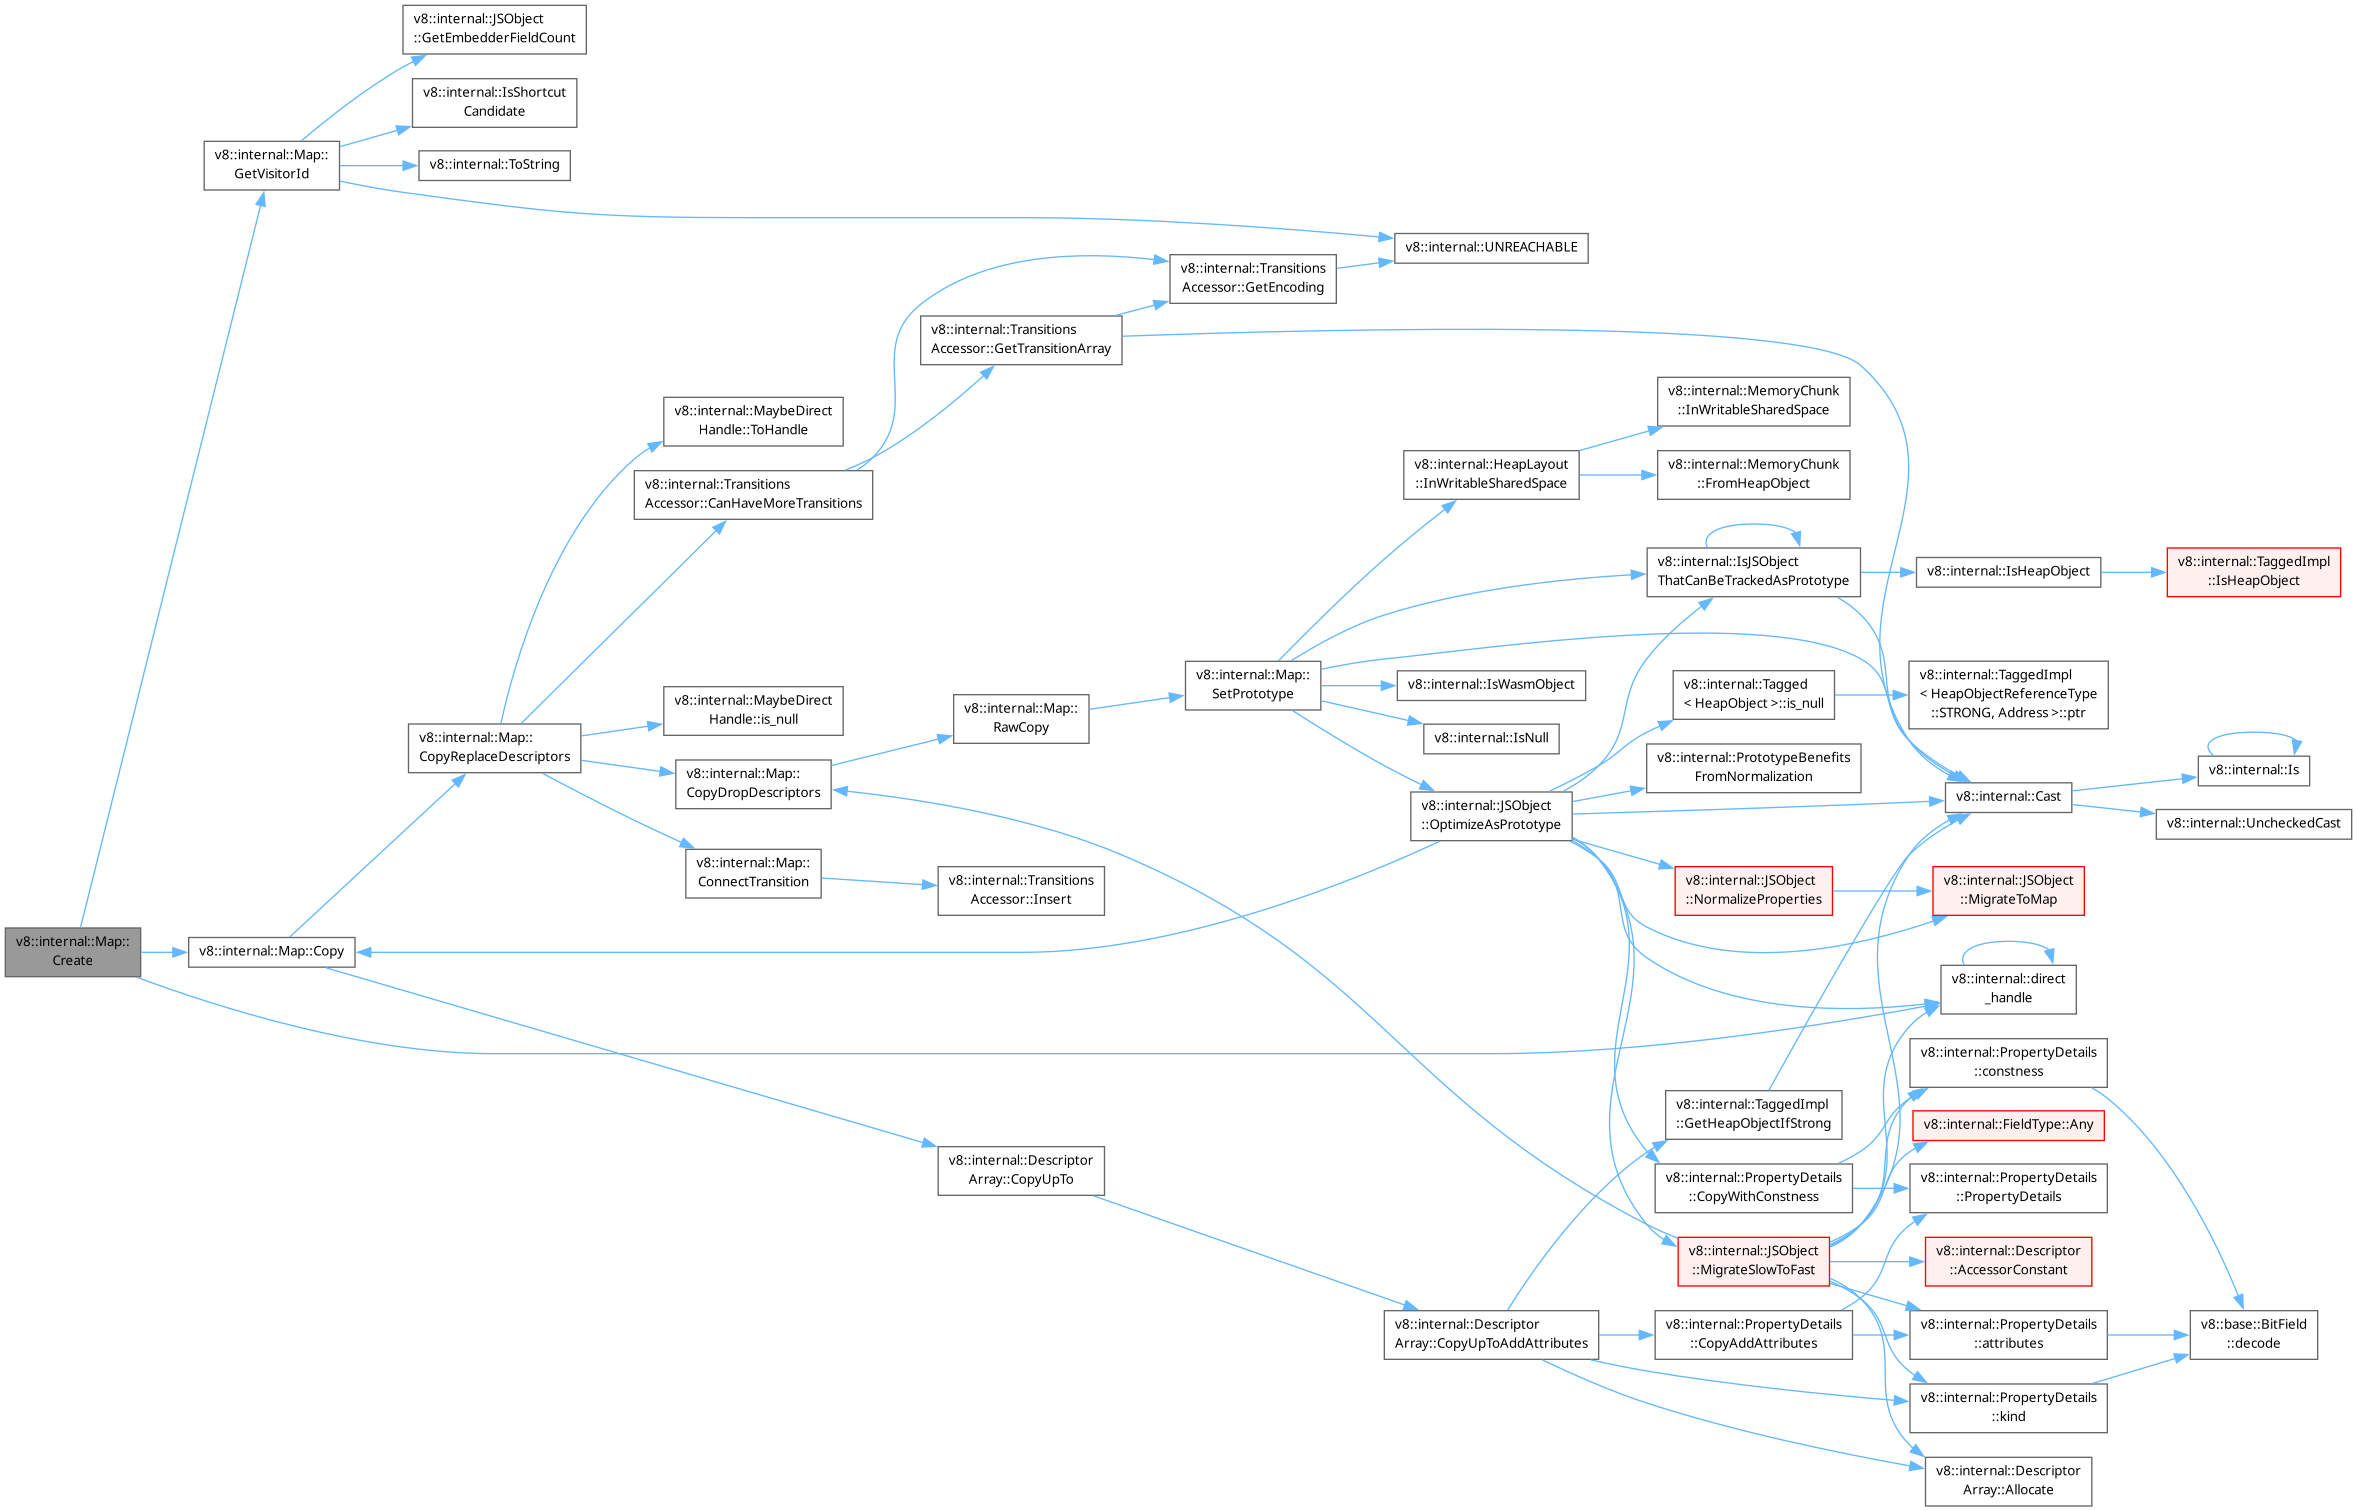 v8::internal::JSObject
::GetEmbedderFieldCount
v8::internal::IsShortcut
Candidate
v8::internal::Map::
GetVisitorId
v8::internal::ToString
v8::internal::UNREACHABLE
v8::internal::Transitions
Accessor::GetEncoding
v8::internal::Transitions
Accessor::GetTransitionArray
v8::internal::MaybeDirect
Handle::ToHandle
v8::internal::MemoryChunk
::InWritableSharedSpace
v8::internal::Transitions
Accessor::CanHaveMoreTransitions
v8::internal::HeapLayout
::InWritableSharedSpace
v8::internal::MemoryChunk
::FromHeapObject
v8::internal::IsJSObject
ThatCanBeTrackedAsPrototype
v8::internal::IsHeapObject
v8::internal::TaggedImpl
::IsHeapObject
v8::internal::Map::
SetPrototype
v8::internal::IsWasmObject
v8::internal::Tagged
< HeapObject >::is_null
v8::internal::TaggedImpl
< HeapObjectReferenceType
::STRONG, Address >::ptr
v8::internal::MaybeDirect
Handle::is_null
v8::internal::Map::
RawCopy
v8::internal::IsNull
v8::internal::Map::
CopyReplaceDescriptors
v8::internal::Map::
CopyDropDescriptors
v8::internal::PrototypeBenefits
FromNormalization
v8::internal::Is
v8::internal::JSObject
::OptimizeAsPrototype
v8::internal::Cast
v8::internal::UncheckedCast
v8::internal::Map::
ConnectTransition
v8::internal::Transitions
Accessor::Insert
v8::internal::JSObject
::NormalizeProperties
v8::internal::JSObject
::MigrateToMap
v8::internal::Map::
Create
v8::internal::Map::Copy
v8::internal::direct
_handle
v8::internal::PropertyDetails
::constness
v8::internal::TaggedImpl
::GetHeapObjectIfStrong
v8::internal::FieldType::Any
v8::internal::Descriptor
Array::CopyUpTo
v8::internal::PropertyDetails
::CopyWithConstness
v8::internal::PropertyDetails
::PropertyDetails
v8::internal::JSObject
::MigrateSlowToFast
v8::internal::Descriptor
::AccessorConstant
v8::internal::Descriptor
Array::CopyUpToAddAttributes
v8::internal::PropertyDetails
::CopyAddAttributes
v8::internal::PropertyDetails
::attributes
v8::base::BitField
::decode
v8::internal::PropertyDetails
::kind
v8::internal::Descriptor
Array::Allocate